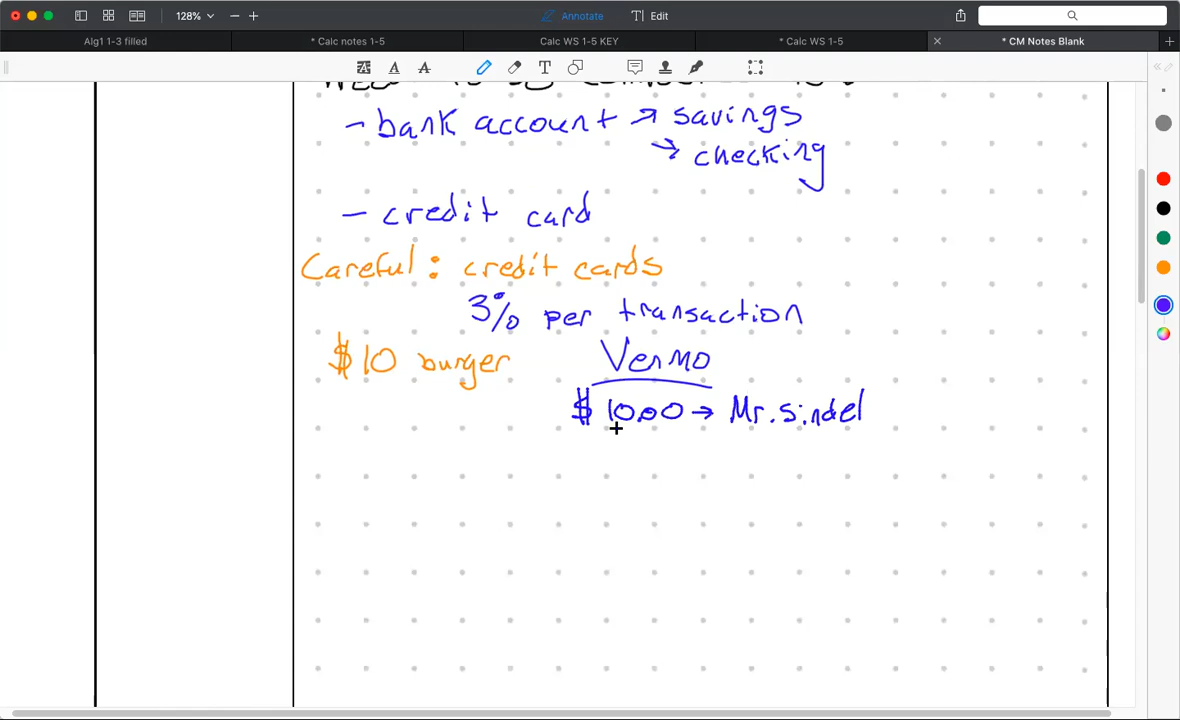 128%
Annotate
Edit
Alg1 1-3 filled
* Calc notes 1-5
Calc WS 1-5 KEY
* Calc WS 1-5
* CM Notes Blank
A
A
T
- bank account → savings
→ checking
- credit card
Careful: credit cards
3% per transaction
$10 burger
Venmo
$10.00 → Mr. Sindel